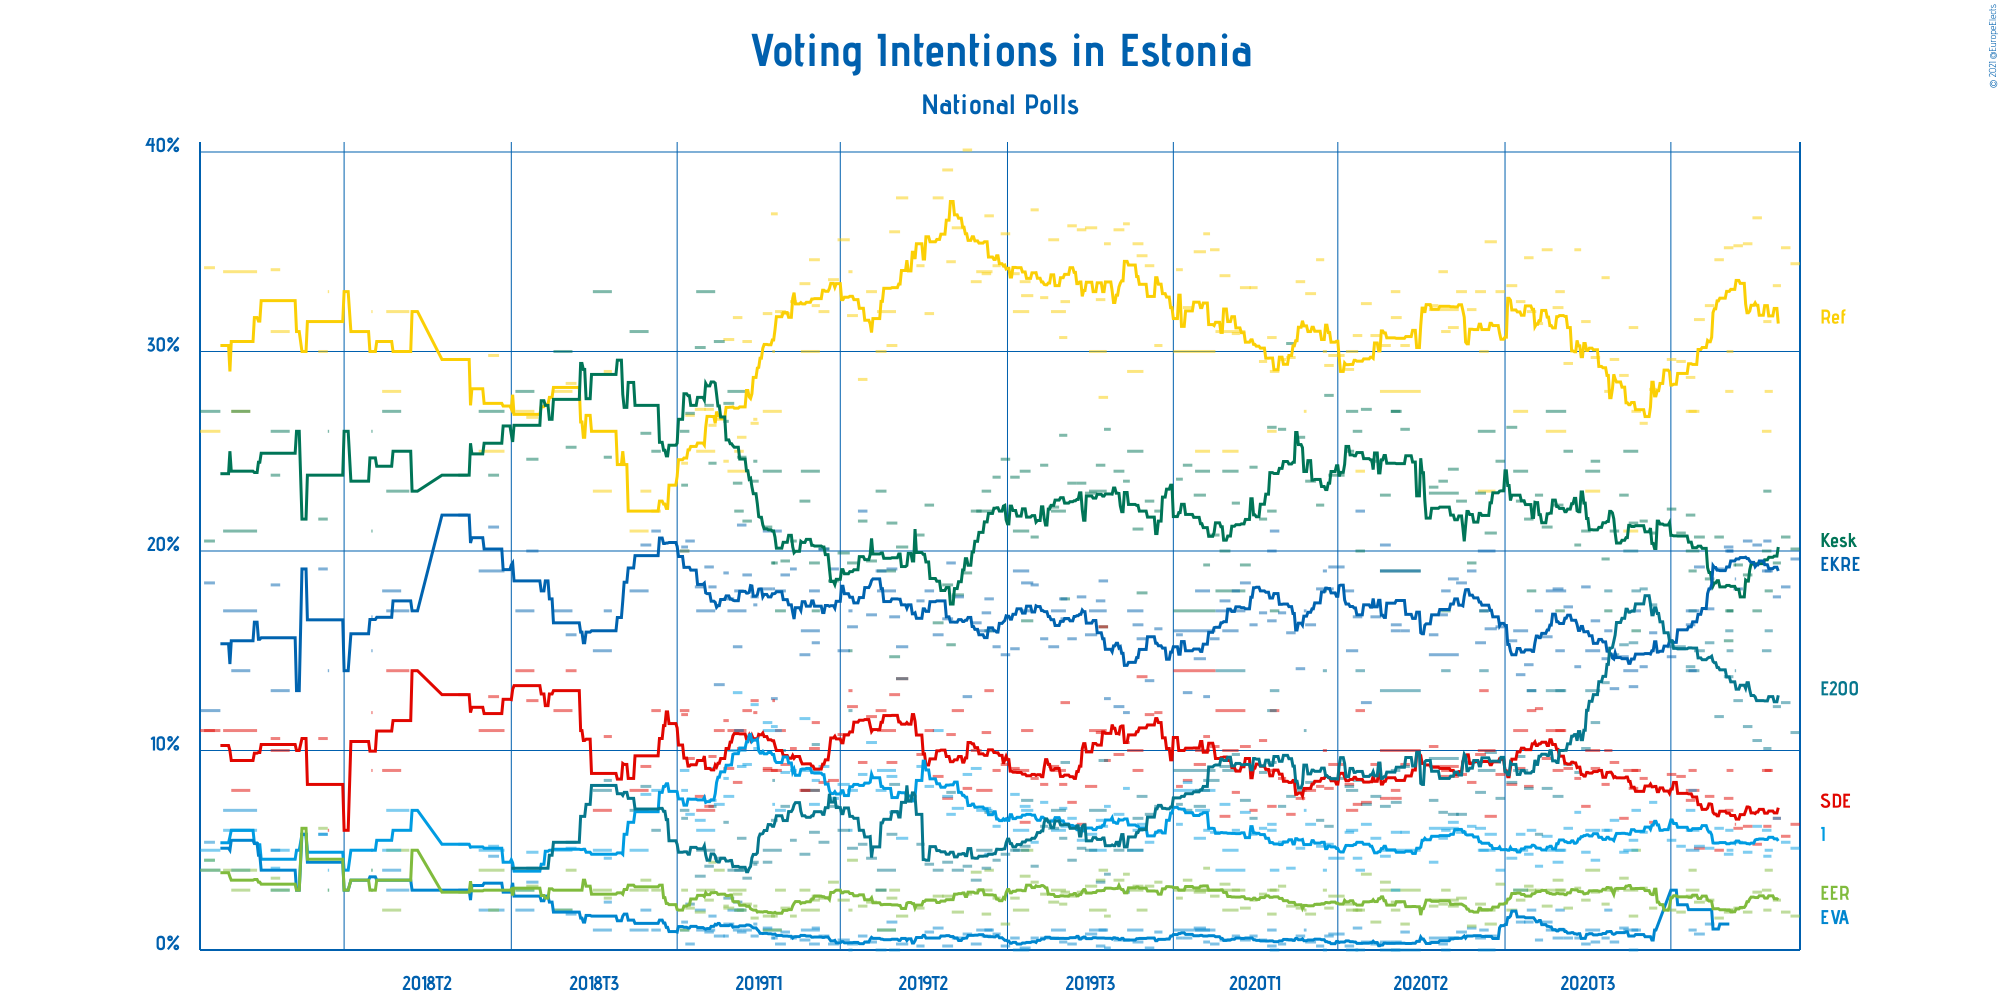 Voting Intentions in Estonia
National Polls
© 2021 @EuropeElects
40%
30%
20%
10%
0%
Ref
Kesk
EKRE
E200
SDE
1
EER
EVA
2018T2 2018T3 2019T1 2019T2 2019T3 2020T1 2020T2 2020T3